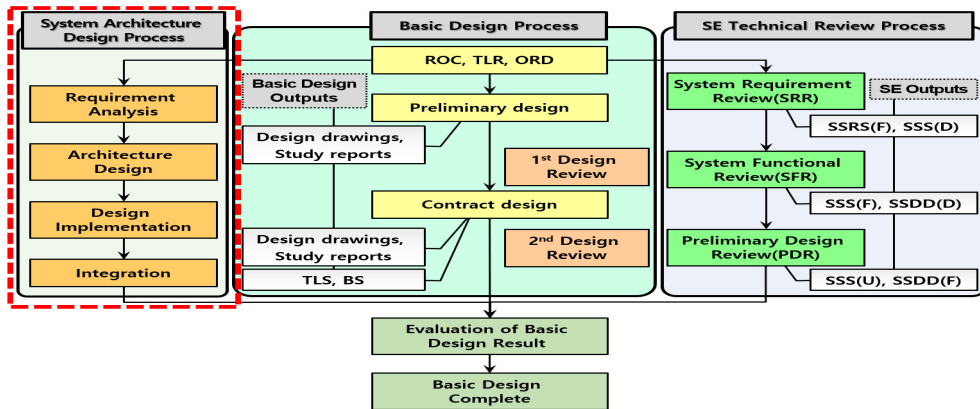 System Architecture
Design Process
Requirement
Analysis
Architecture
Design
Design
Implementation
Integration
Basic Design Process
ROC, TLR, ORD
Basic Design
Outputs
Preliminary design
Design drawings,
Study reports
1st Design
Review
Contract design
Design drawings,
Study reports
2nd Design
Review
TLS, BS
SE Technical Review Process
System Requirement
Review(SRR)
SE Outputs
SSRS(F), SSS(D)
System Functional
Review(SFR)
SSS(F), SSDD(D)
Preliminary Design
Review(PDR)
SSS(U), SSDD(F)
Evaluation of Basic
Design Result
Basic Design
Complete